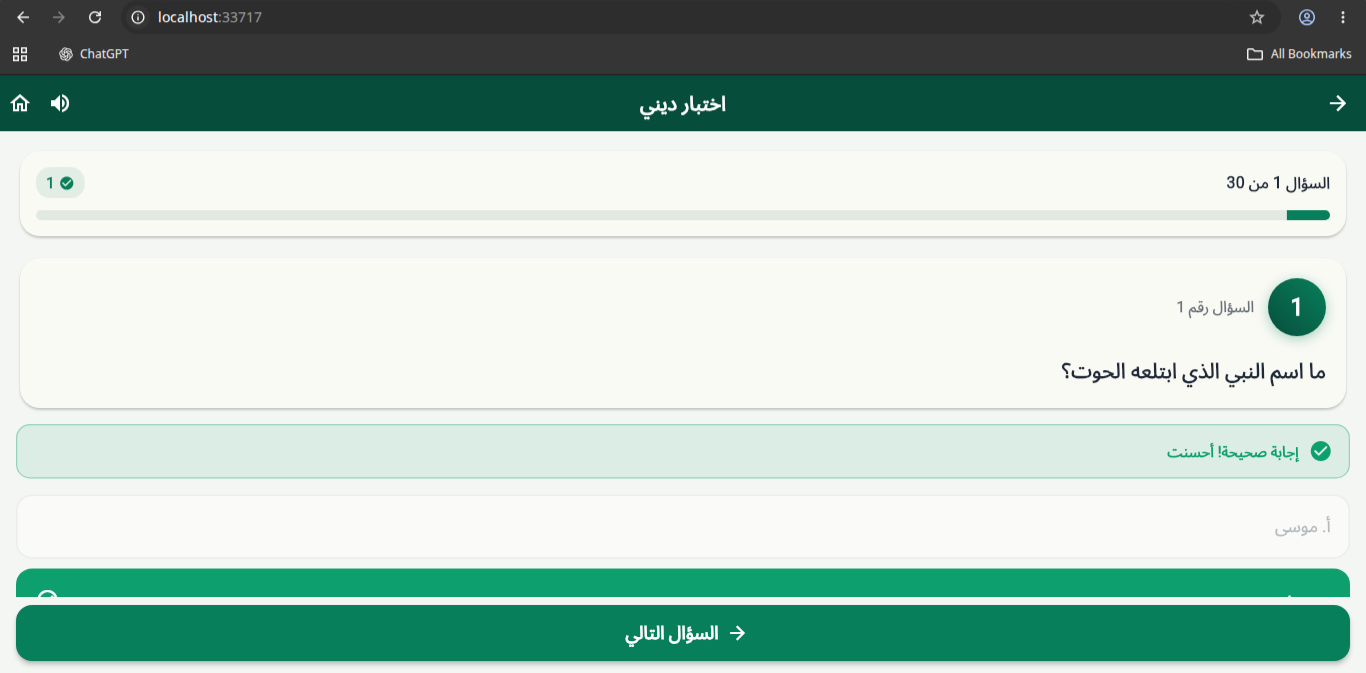 localhost:33717
ChatGPT
All Bookmarks
اختبار ديني
السؤال 1 من 30
1
1
السؤال رقم 1
ما اسم النبي الذي ابتلعه الحوت؟
إجابة صحيحة! أحسنت
أ. موسى
السؤال التالي